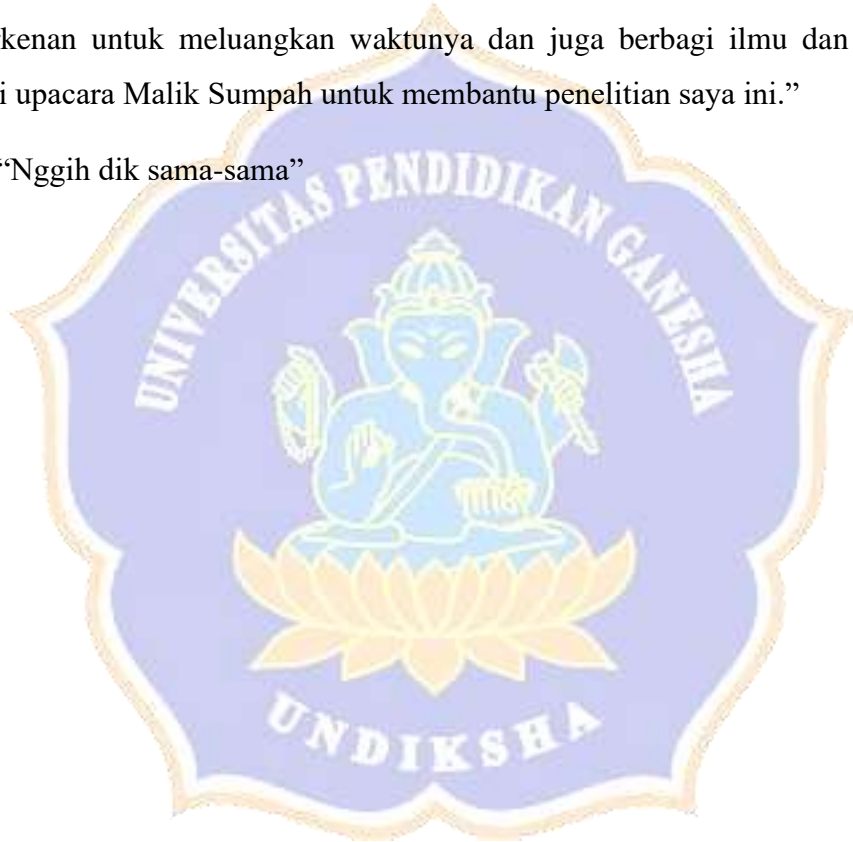 kenan untuk meluangkan waktunya dan juga berbagi ilmu dan
i upacara Malik Sumpah untuk membantu penelitian saya ini.”
“Nggih dik sama-sama”
UNIVERSITAS PENDIDIKAN GANESHA
UNDIKSHA